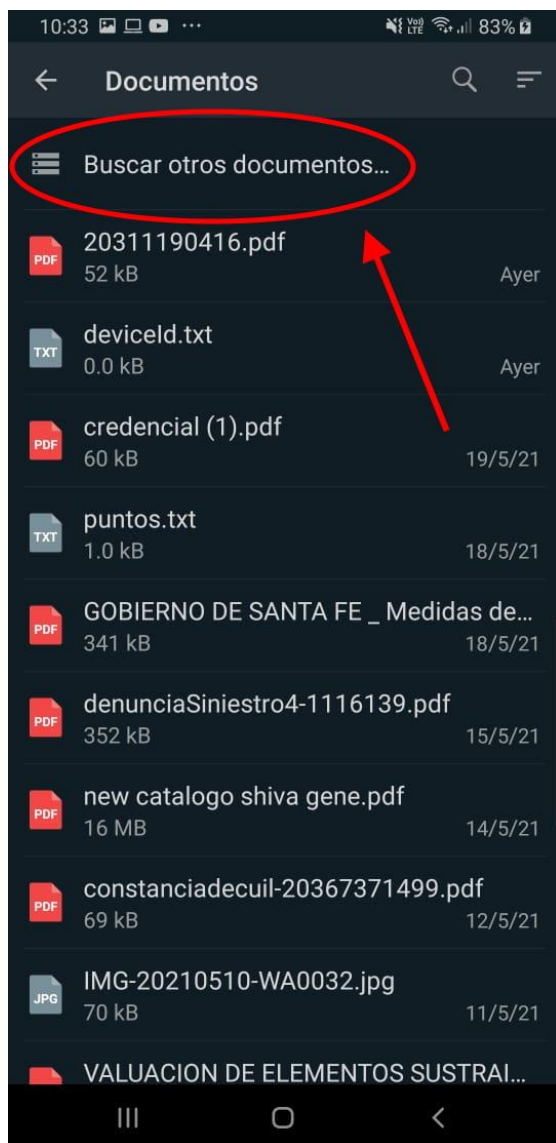 10:33 ... Voo) LTE 83%
Documentos
Buscar otros documentos...
PDF 20311190416.pdf
52 kB Ayer
TXT deviceId.txt
0.0 kB Ayer
PDF credencial (1).pdf
60 kB 19/5/21
TXT puntos.txt
1.0 kB 18/5/21
PDF GOBIERNO DE SANTA FE _ Medidas de...
341 kB 18/5/21
PDF denunciaSiniestro4-1116139.pdf
352 kB 15/5/21
PDF new catalogo shiva gene.pdf
16 MB 14/5/21
PDF constanciadecuil-20367371499.pdf
69 kB 12/5/21
JPG IMG-20210510-WA0032.jpg
70 kB 11/5/21
VALUACION DE ELEMENTOS SUSTRAI...